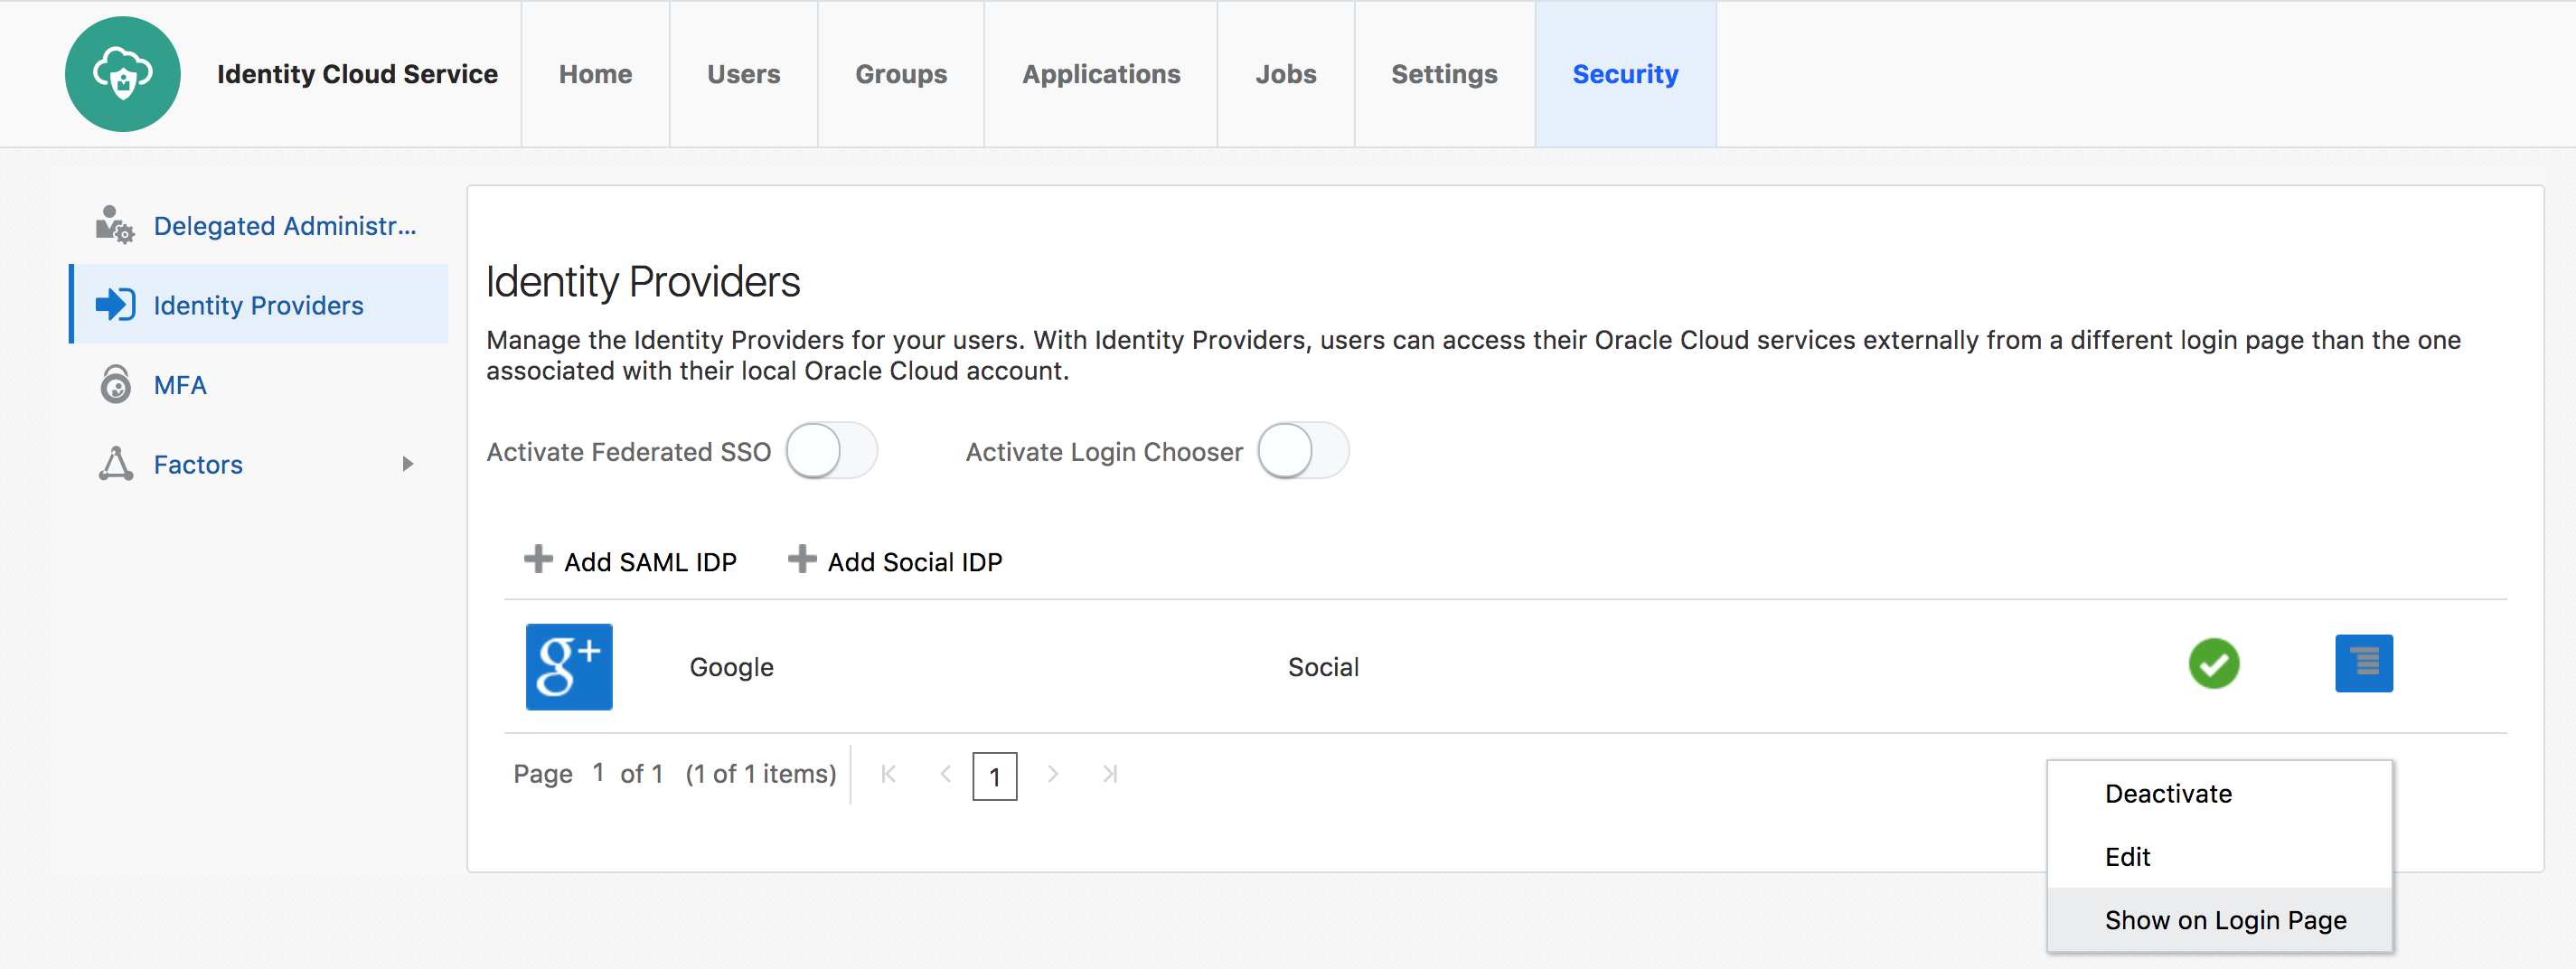 Identity Cloud Service Home Users Groups Applications Jobs Settings Security
Delegated Administr...
Identity Providers
MFA
Factors
Identity Providers
Manage the Identity Providers for your users. With Identity Providers, users can access their Oracle Cloud services externally from a different login page than the one
associated with their local Oracle Cloud account.
Activate Federated SSO Activate Login Chooser
Add SAML IDP Add Social IDP
g+ Google Social
Page 1 of 1 (1 of 1 items) 1
Deactivate
Edit
Show on Login Page